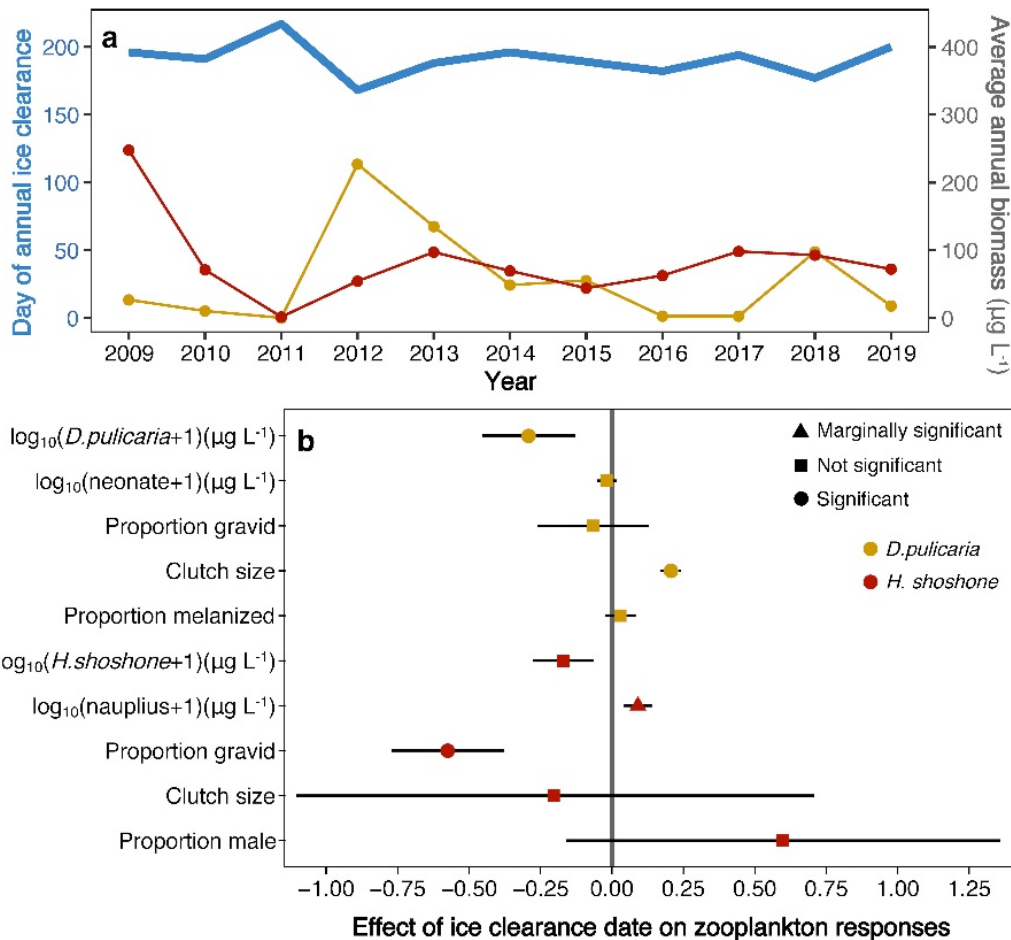 a
Day of annual ice clearance
200
150
100
50
0
Average annual biomass (µg L⁻¹)
400
300
200
100
0
2009 2010 2011 2012 2013 2014 2015 2016 2017 2018 2019
Year
b
log₁₀(D.pulicaria+1)(µg L⁻¹)
log₁₀(neonate+1)(µg L⁻¹)
Proportion gravid
Clutch size
Proportion melanized
og₁₀(H.shoshone+1)(µg L⁻¹)
log₁₀(nauplius+1)(µg L⁻¹)
Proportion gravid
Clutch size
Proportion male
Marginally significant
Not significant
Significant
D.pulicaria
H. shoshone
−1.00 −0.75 −0.50 −0.25 0.00 0.25 0.50 0.75 1.00 1.25
Effect of ice clearance date on zooplankton responses